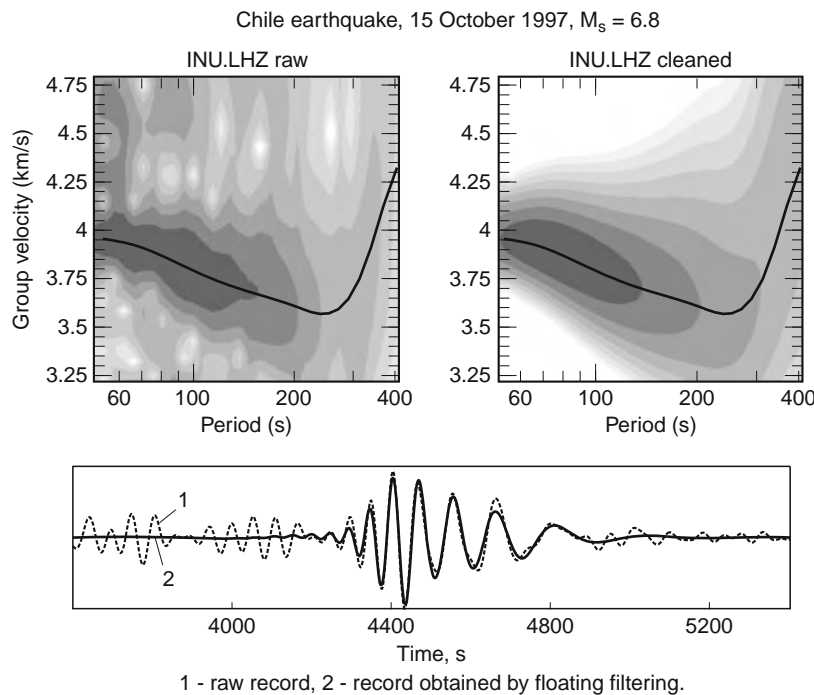 Chile earthquake, 15 October 1997, Ms = 6.8
INU.LHZ raw
INU.LHZ cleaned
Group velocity (km/s)
4.75
4.5
4.25
4
3.75
3.5
3.25
60 100 200 400
Period (s)
4.75
4.5
4.25
4
3.75
3.5
3.25
60 100 200 400
Period (s)
1
2
4000 4400 4800 5200
Time, s
1 - raw record, 2 - record obtained by floating filtering.